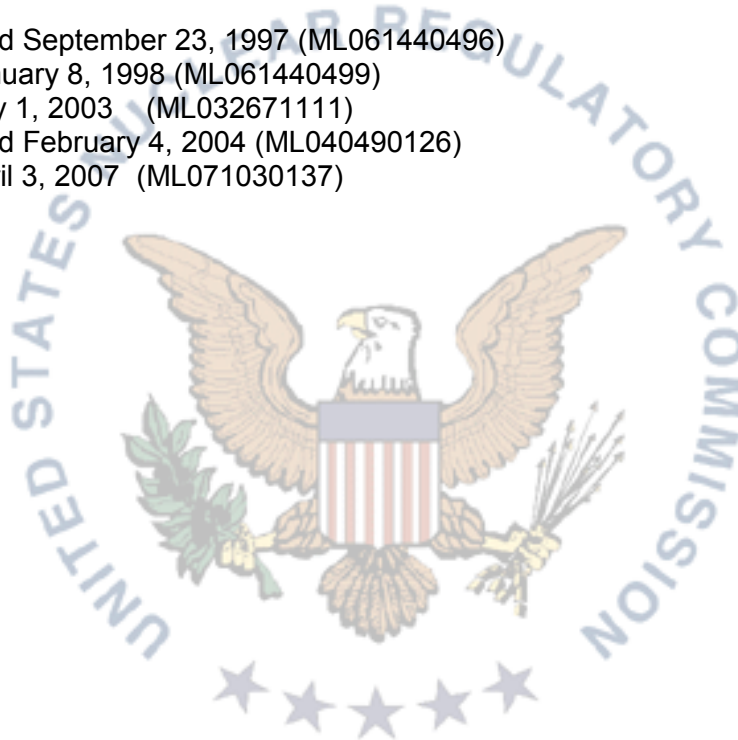 d September 23, 1997 (ML061440496)
uary 8, 1998 (ML061440499)
y 1, 2003 (ML032671111)
d February 4, 2004 (ML040490126)
il 3, 2007 (ML071030137)
UNITED STATES NUCLEAR REGULATORY COMMISSION